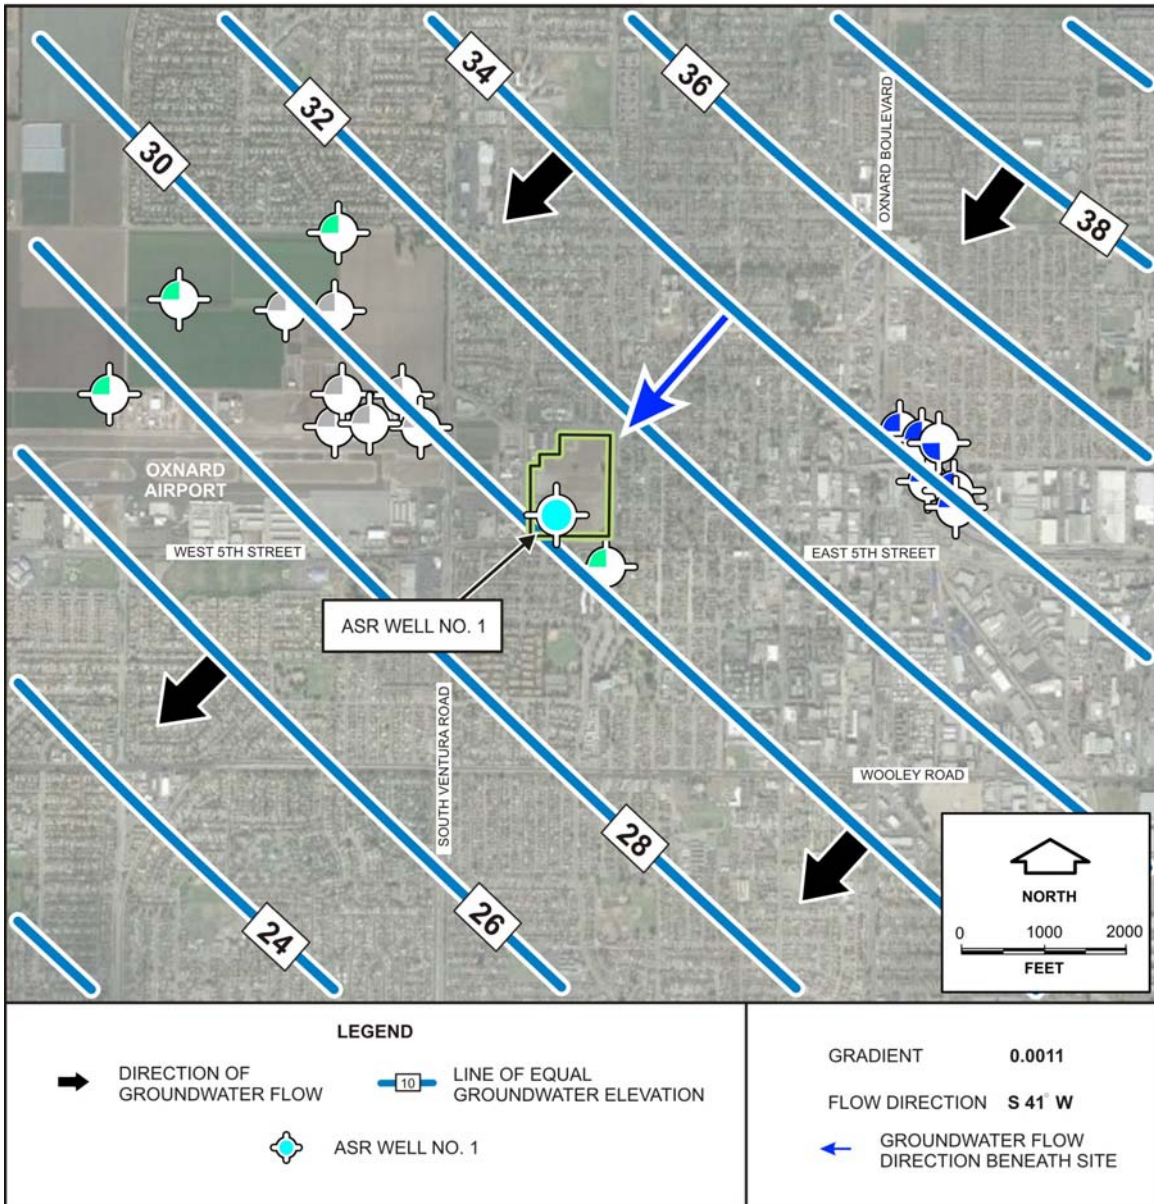 34
36
32
OXNARD BOULEVARD
30
38
OXNARD
AIRPORT
WEST 5TH STREET
EAST 5TH STREET
ASR WELL NO. 1
SOUTH VENTURA ROAD
WOOLEY ROAD
28
26
24
NORTH
0 1000 2000
FEET
LEGEND
DIRECTION OF
GROUNDWATER FLOW
10
LINE OF EQUAL
GROUNDWATER ELEVATION
ASR WELL NO. 1
GRADIENT 0.0011
FLOW DIRECTION S 41° W
GROUNDWATER FLOW
DIRECTION BENEATH SITE